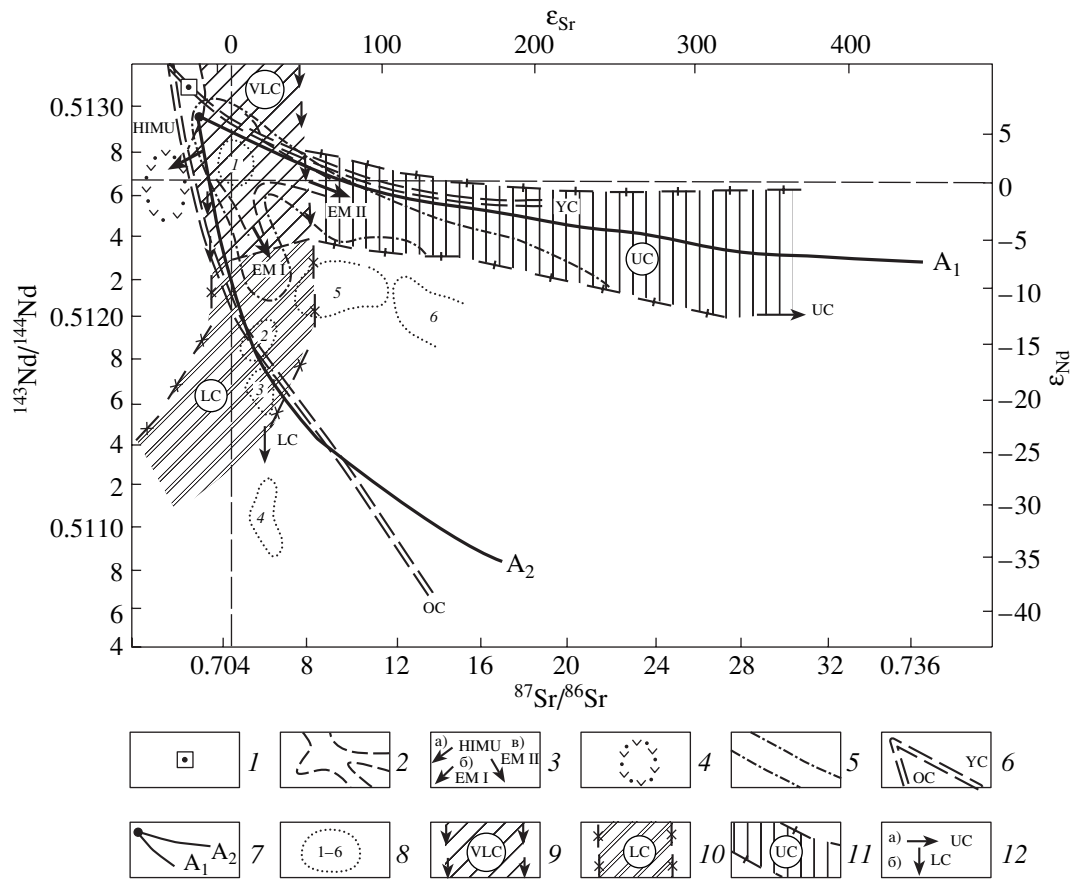 ε_Sr
0 100 200 300 400
VLC
0.5130
HIMU
5
8
1
0
6
EM II
YC
4
UC
-5
A₁
EM I
2
5
-10
UC
0.5120
6
2
-15
8
¹⁴³Nd/¹⁴⁴Nd
ε_Nd
3
LC
6
-20
LC
4
-25
2
-30
4
0.5110
-35
A₂
8
OC
6
-40
4
0.704 8 12 16 20 24 28 32 0.736
⁸⁷Sr/⁸⁶Sr
1
2
а) HIMU в)
б) EM II
EM I
3
4
5
YC
OC
6
A₂
A₁
7
1–6
8
VLC
9
LC
10
UC
11
а) UC
б) LC
12